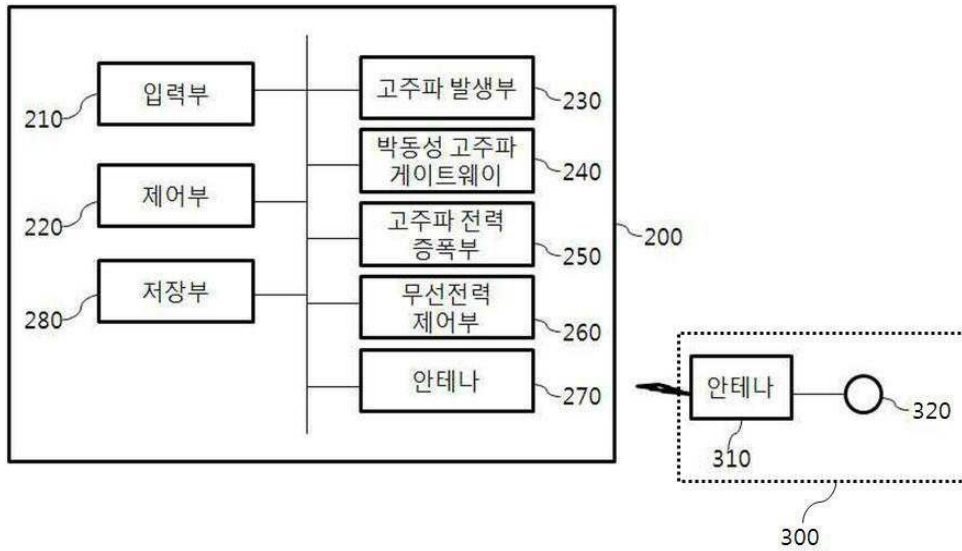 입력부
210
제어부
220
저장부
280
고주파 발생부
230
박동성 고주파
게이트웨이
240
고주파 전력
증폭부
250
무선전력
제어부
260
안테나
270
200
안테나
310
320
300